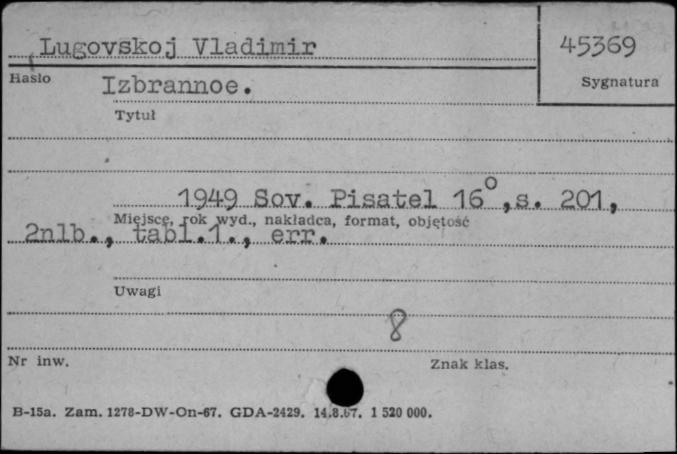 Lugovskoj Vladimir
45369
Hasło
Izbrannoe.
Sygnatura
Tytuł
1949 Sov. Pisatel 16°,s. 201,
Miejsce, rok wyd., nakładca, format, objętość
2nlb., tabl.1., err.
Uwagi
8
Nr inw.
Znak klas.
B-15a. Zam. 1278-DW-On-67. GDA-2429. 14.8.67. 1 520 000.